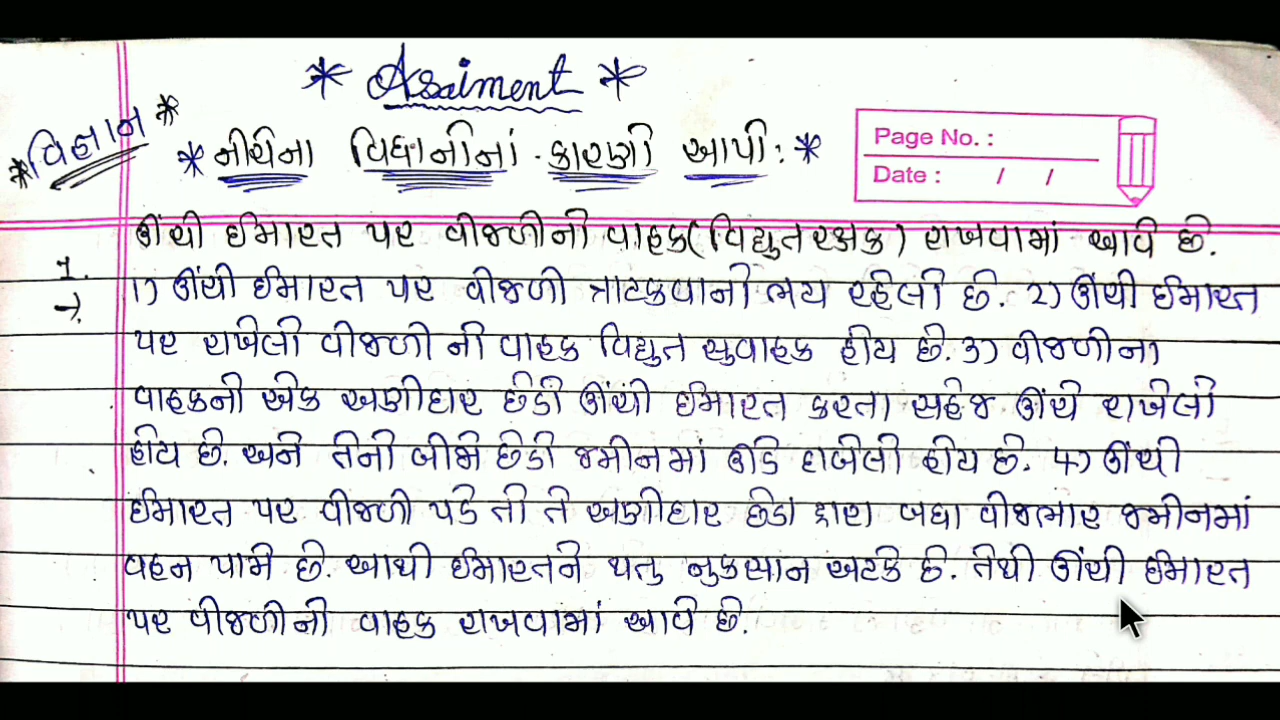 * Assiment *
* વિજ્ઞાન *
* નીચેના વિધાનોનાં કારણો આપો : *
Page No. :
Date : / /
ઊંચી ઈમારત પર વીજળીનો વાહક(વિદ્યુતરક્ષક) રાખવામાં આવે છે.
1.
→ 1) ઊંચી ઈમારત પર વીજળી ત્રાટકવાનો ભય રહેલો છે. 2) ઊંચી ઈમારત
પર રાખેલો વીજળી નો વાહક વિદ્યુત સુવાહક હોય છે. 3) વીજળીના
વાહકનો એક અણીદાર છેડો ઊંચી ઈમારત કરતા સહેજ ઊંચે રાખેલો
હોય છે. અને તેનો બીજો છેડો જમીનમાં ઊંડે દાબેલો હોય છે. 4) ઊંચી
ઈમારત પર વીજળી પડે તો તે અણીદાર છેડા દ્વારા બધા વીજભાર જમીનમાં
વહન પામે છે. આથી ઈમારતને થતુ નુકસાન અટકે છે. તેથી ઊંચી ઈમારત
પર વીજળીનો વાહક રાખવામાં આવે છે.